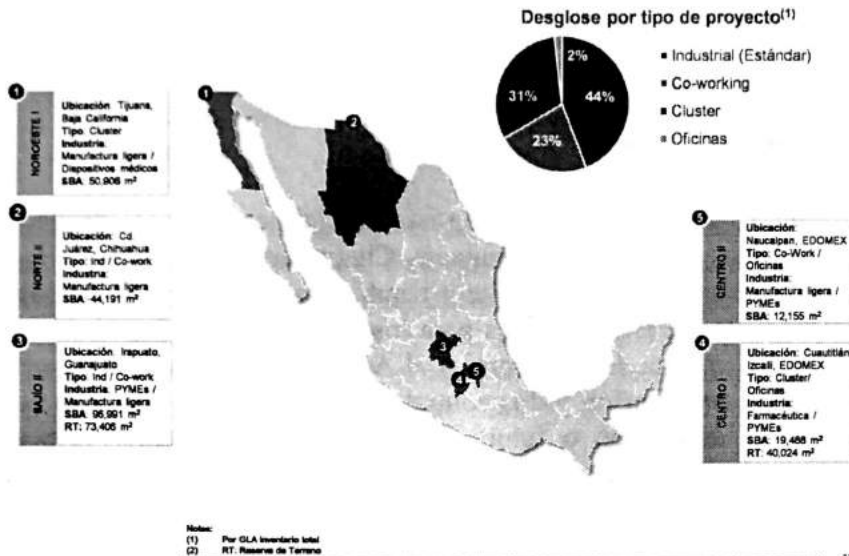 Desglose por tipo de proyecto(1)
2%
31%
44%
23%
Industrial (Estándar)
Co-working
Cluster
Oficinas
1
NOROESTE I
Ubicación: Tijuana,
Baja California
Tipo: Cluster
Industria:
Manufactura ligera /
Dispositivos médicos
SBA: 50,906 m²
2
NORTE II
Ubicación: Cd.
Juárez, Chihuahua
Tipo: Ind / Co-work
Industria:
Manufactura ligera
SBA: 44,191 m²
3
BAJÍO II
Ubicación: Irapuato,
Guanajuato
Tipo: Ind / Co-work
Industria: PYMEs /
Manufactura ligera
SBA: 96,991 m²
RT: 73,406 m²
1
2
3
4
5
5
CENTRO II
Ubicación:
Naucalpan, EDOMEX
Tipo: Co-Work /
Oficinas
Industria:
Manufactura ligera /
PYMEs
SBA: 12,155 m²
4
CENTRO I
Ubicación: Cuautitlán
Izcalli, EDOMEX
Tipo: Cluster/
Oficinas
Industria:
Farmacéutica /
PYMEs
SBA: 19,466 m²
RT: 40,024 m²
Notas:
(1) Por GLA inventario total
(2) RT: Reserva de Terreno